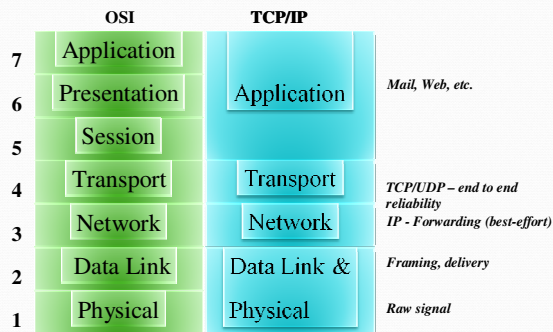 OSI TCP/IP
7 Application
6 Presentation Application Mail, Web, etc.
5 Session
4 Transport Transport TCP/UDP – end to end
reliability
3 Network Network IP - Forwarding (best-effort)
2 Data Link Data Link & Framing, delivery
1 Physical Physical Raw signal